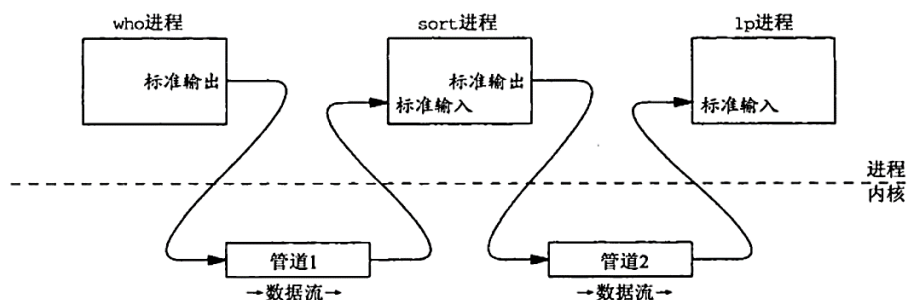 who进程
sort进程
lp进程
标准输出
标准输出
标准输入
标准输入
进程
内核
管道1
管道2
→数据流→
→数据流→